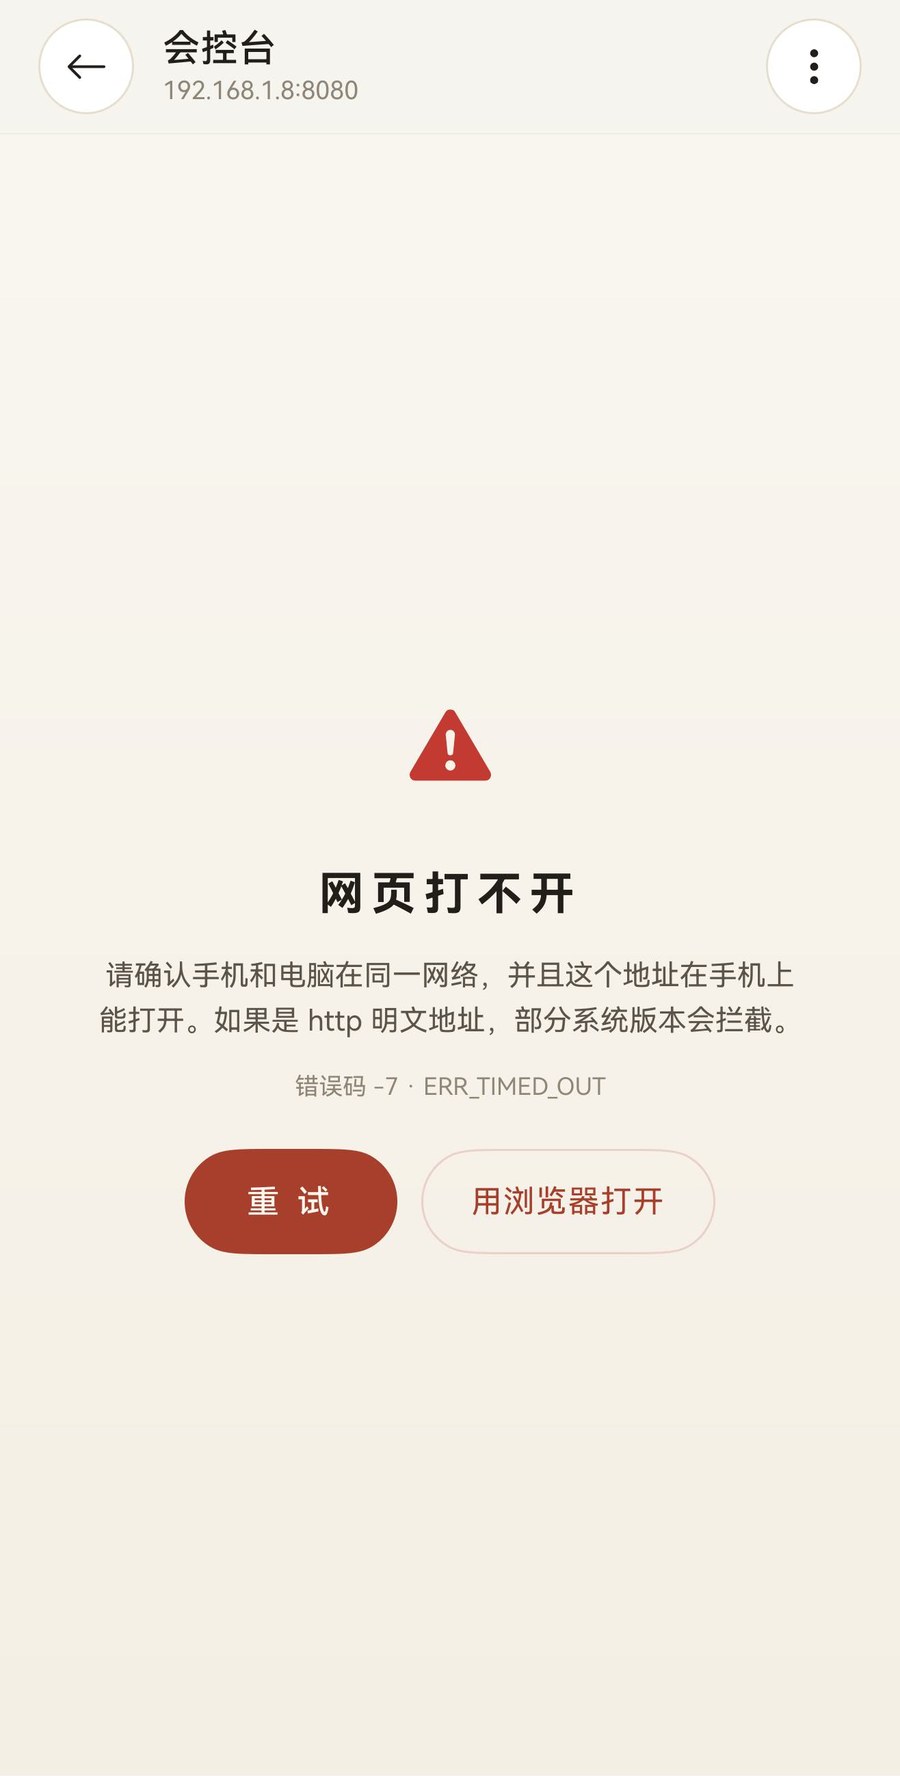 会控台
192.168.1.8:8080
网页打不开
请确认手机和电脑在同一网络，并且这个地址在手机上
能打开。如果是 http 明文地址，部分系统版本会拦截。
错误码 -7 · ERR_TIMED_OUT
重 试
用浏览器打开